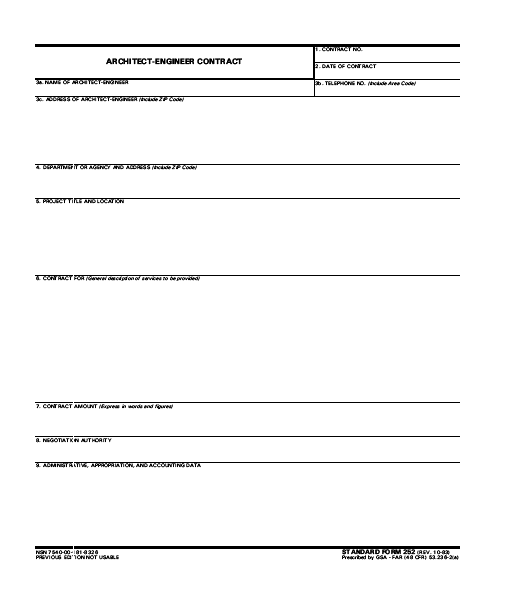 1. CONTRACT NO.
ARCHITECT-ENGINEER CONTRACT
2. DATE OF CONTRACT
3a. NAME OF ARCHITECT-ENGINEER
3b. TELEPHONE NO. (Include Area Code)
3c. ADDRESS OF ARCHITECT-ENGINEER (Include ZIP Code)
4. DEPARTMENT OR AGENCY AND ADDRESS (Include ZIP Code)
5. PROJECT TITLE AND LOCATION
6. CONTRACT FOR (General description of services to be provided)
7. CONTRACT AMOUNT (Express in words and figures)
8. NEGOTIATION AUTHORITY
9. ADMINISTRATIVE, APPROPRIATION, AND ACCOUNTING DATA
NSN 7540-00-181-8326
STANDARD FORM 252 (REV. 10-83)
PREVIOUS EDITION NOT USABLE
Prescribed by GSA - FAR (48 CFR) 53.236-2(a)